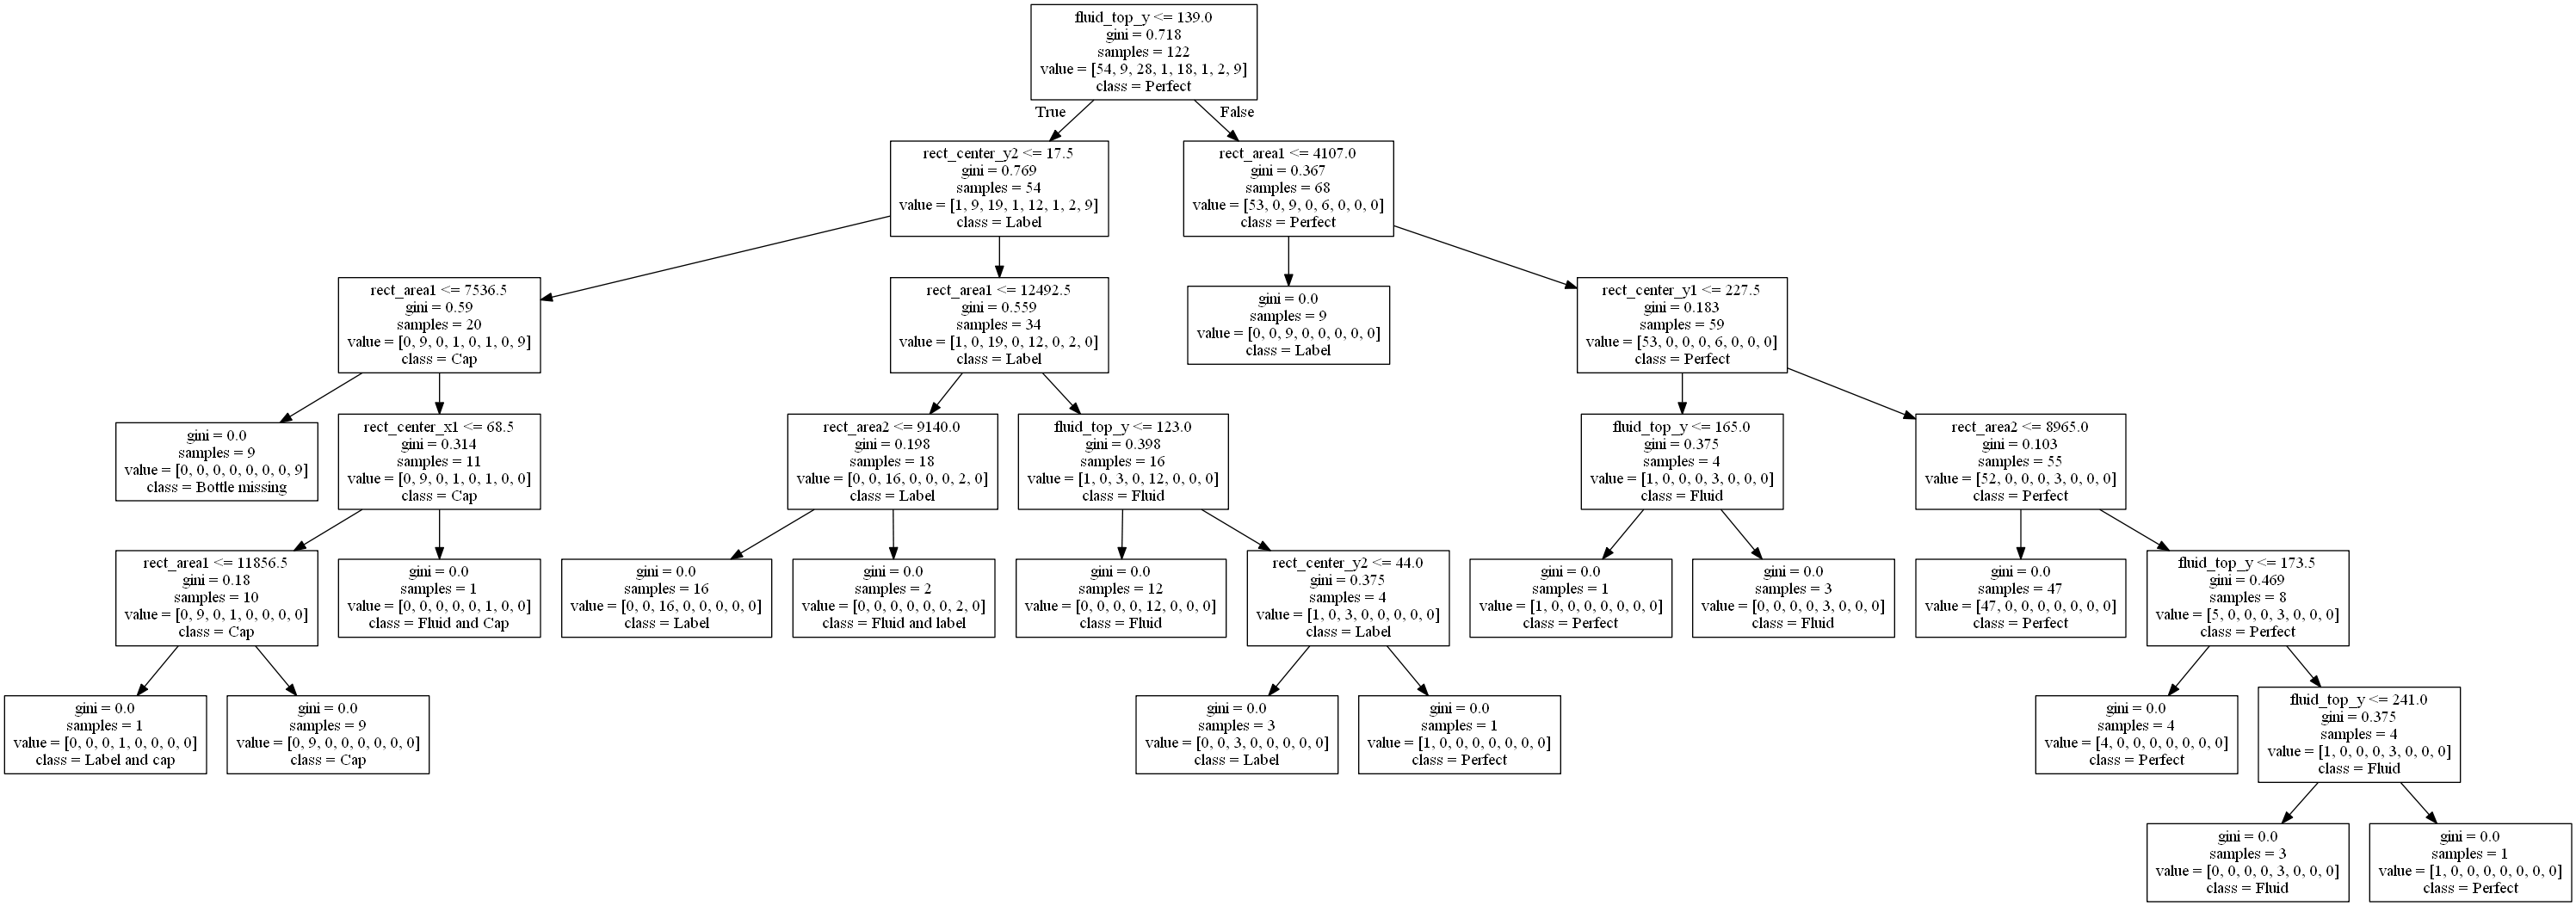 fluid_top_y <= 139.0
gini = 0.718
samples = 122
value = [54, 9, 28, 1, 18, 1, 2, 9]
class = Perfect
True
False
rect_center_y2 <= 17.5
gini = 0.769
samples = 54
value = [1, 9, 19, 1, 12, 1, 2, 9]
class = Label
rect_area1 <= 4107.0
gini = 0.367
samples = 68
value = [53, 0, 9, 0, 6, 0, 0, 0]
class = Perfect
rect_area1 <= 7536.5
gini = 0.59
samples = 20
value = [0, 9, 0, 1, 0, 1, 0, 9]
class = Cap
rect_area1 <= 12492.5
gini = 0.559
samples = 34
value = [1, 0, 19, 0, 12, 0, 2, 0]
class = Label
gini = 0.0
samples = 9
value = [0, 0, 9, 0, 0, 0, 0, 0]
class = Label
rect_center_y1 <= 227.5
gini = 0.183
samples = 59
value = [53, 0, 0, 0, 6, 0, 0, 0]
class = Perfect
gini = 0.0
samples = 9
value = [0, 0, 0, 0, 0, 0, 0, 9]
class = Bottle missing
rect_center_x1 <= 68.5
gini = 0.314
samples = 11
value = [0, 9, 0, 1, 0, 1, 0, 0]
class = Cap
rect_area2 <= 9140.0
gini = 0.198
samples = 18
value = [0, 0, 16, 0, 0, 0, 2, 0]
class = Label
fluid_top_y <= 123.0
gini = 0.398
samples = 16
value = [1, 0, 3, 0, 12, 0, 0, 0]
class = Fluid
fluid_top_y <= 165.0
gini = 0.375
samples = 4
value = [1, 0, 0, 0, 3, 0, 0, 0]
class = Fluid
rect_area2 <= 8965.0
gini = 0.103
samples = 55
value = [52, 0, 0, 0, 3, 0, 0, 0]
class = Perfect
rect_area1 <= 11856.5
gini = 0.18
samples = 10
value = [0, 9, 0, 1, 0, 0, 0, 0]
class = Cap
gini = 0.0
samples = 1
value = [0, 0, 0, 0, 0, 1, 0, 0]
class = Fluid and Cap
gini = 0.0
samples = 16
value = [0, 0, 16, 0, 0, 0, 0, 0]
class = Label
gini = 0.0
samples = 2
value = [0, 0, 0, 0, 0, 0, 2, 0]
class = Fluid and label
gini = 0.0
samples = 12
value = [0, 0, 0, 0, 12, 0, 0, 0]
class = Fluid
rect_center_y2 <= 44.0
gini = 0.375
samples = 4
value = [1, 0, 3, 0, 0, 0, 0, 0]
class = Label
gini = 0.0
samples = 1
value = [1, 0, 0, 0, 0, 0, 0, 0]
class = Perfect
gini = 0.0
samples = 3
value = [0, 0, 0, 0, 3, 0, 0, 0]
class = Fluid
gini = 0.0
samples = 47
value = [47, 0, 0, 0, 0, 0, 0, 0]
class = Perfect
fluid_top_y <= 173.5
gini = 0.469
samples = 8
value = [5, 0, 0, 0, 3, 0, 0, 0]
class = Perfect
gini = 0.0
samples = 1
value = [0, 0, 0, 1, 0, 0, 0, 0]
class = Label and cap
gini = 0.0
samples = 9
value = [0, 9, 0, 0, 0, 0, 0, 0]
class = Cap
gini = 0.0
samples = 3
value = [0, 0, 3, 0, 0, 0, 0, 0]
class = Label
gini = 0.0
samples = 1
value = [1, 0, 0, 0, 0, 0, 0, 0]
class = Perfect
gini = 0.0
samples = 4
value = [4, 0, 0, 0, 0, 0, 0, 0]
class = Perfect
fluid_top_y <= 241.0
gini = 0.375
samples = 4
value = [1, 0, 0, 0, 3, 0, 0, 0]
class = Fluid
gini = 0.0
samples = 3
value = [0, 0, 0, 0, 3, 0, 0, 0]
class = Fluid
gini = 0.0
samples = 1
value = [1, 0, 0, 0, 0, 0, 0, 0]
class = Perfect